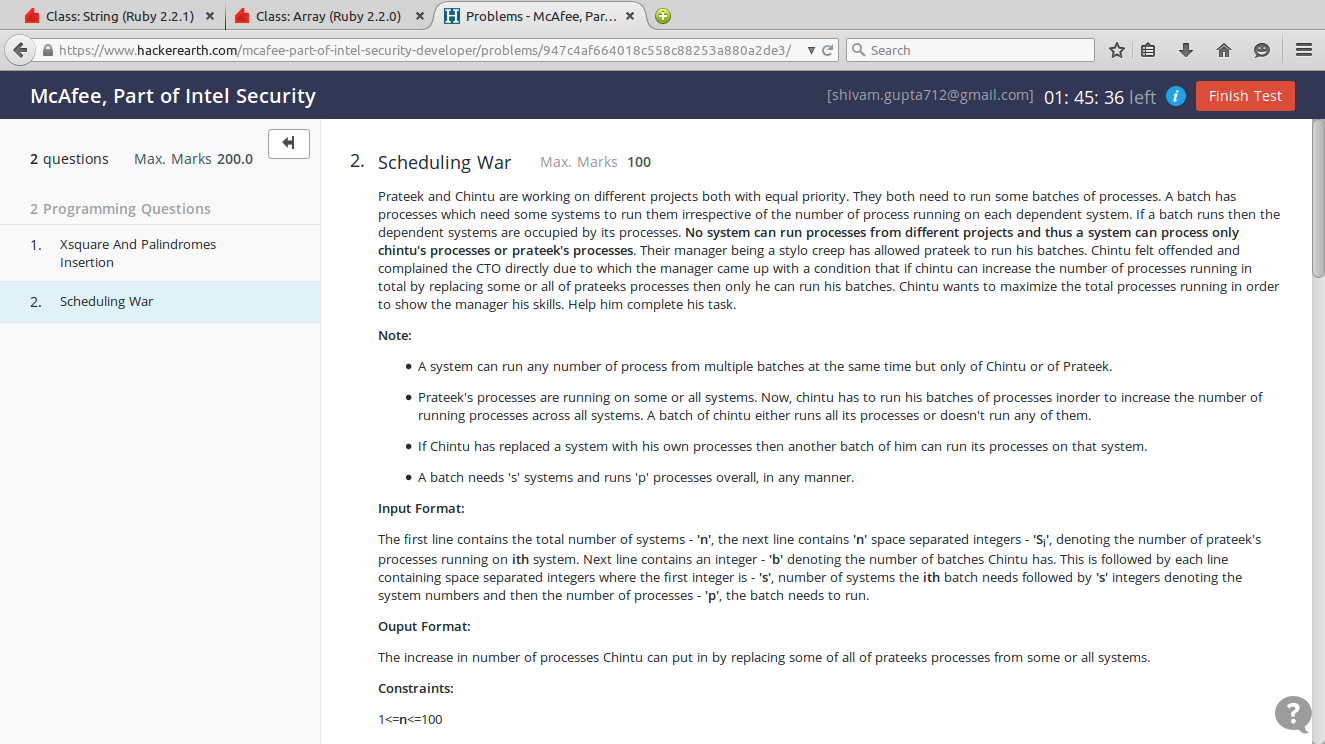 Class: String (Ruby 2.2.1)
Class: Array (Ruby 2.2.0)
Problems - McAfee, Par...
https://www.hackerearth.com/mcafee-part-of-intel-security-developer/problems/947c4af664018c558c88253a880a2de3/
Search
McAfee, Part of Intel Security
[shivam.gupta712@gmail.com]
01: 45: 36 left
i
Finish Test
2 questions
Max. Marks 200.0
2 Programming Questions
1. Xsquare And Palindromes
Insertion
2. Scheduling War
2. Scheduling War
Max. Marks 100
Prateek and Chintu are working on different projects both with equal priority. They both need to run some batches of processes. A batch has
processes which need some systems to run them irrespective of the number of process running on each dependent system. If a batch runs then the
dependent systems are occupied by its processes. No system can run processes from different projects and thus a system can process only
chintu's processes or prateek's processes. Their manager being a stylo creep has allowed prateek to run his batches. Chintu felt offended and
complained the CTO directly due to which the manager came up with a condition that if chintu can increase the number of processes running in
total by replacing some or all of prateeks processes then only he can run his batches. Chintu wants to maximize the total processes running in order
to show the manager his skills. Help him complete his task.
Note:
• A system can run any number of process from multiple batches at the same time but only of Chintu or of Prateek.
• Prateek's processes are running on some or all systems. Now, chintu has to run his batches of processes inorder to increase the number of
running processes across all systems. A batch of chintu either runs all its processes or doesn't run any of them.
• If Chintu has replaced a system with his own processes then another batch of him can run its processes on that system.
• A batch needs 's' systems and runs 'p' processes overall, in any manner.
Input Format:
The first line contains the total number of systems - 'n', the next line contains 'n' space separated integers - 'Si', denoting the number of prateek's
processes running on ith system. Next line contains an integer - 'b' denoting the number of batches Chintu has. This is followed by each line
containing space separated integers where the first integer is - 's', number of systems the ith batch needs followed by 's' integers denoting the
system numbers and then the number of processes - 'p', the batch needs to run.
Ouput Format:
The increase in number of processes Chintu can put in by replacing some of all of prateeks processes from some or all systems.
Constraints:
1<=n<=100
?